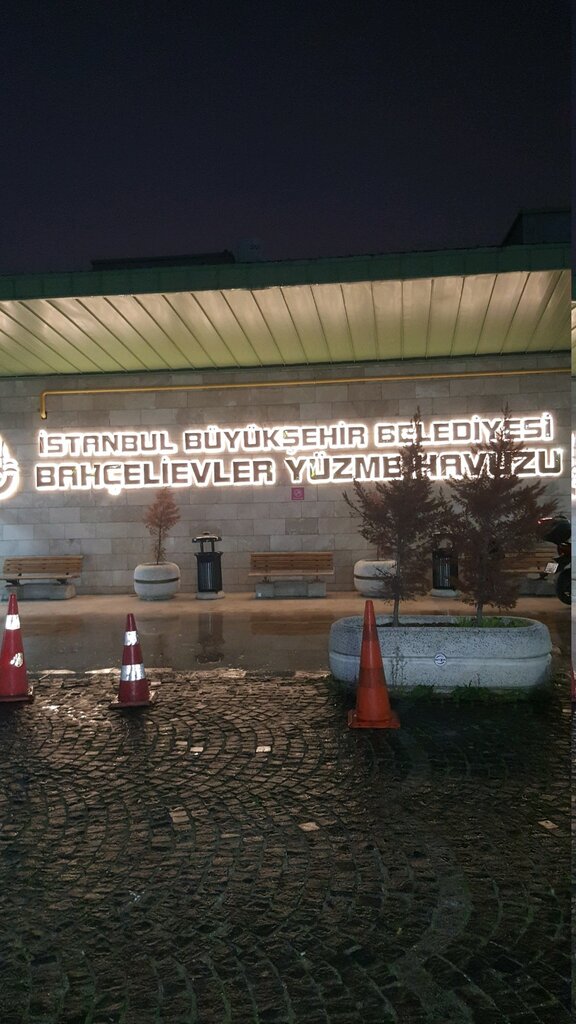 İSTANBUL BÜYÜKŞEHİR BELEDİYESİ
BAHÇELİEVLER YÜZME HAVUZU